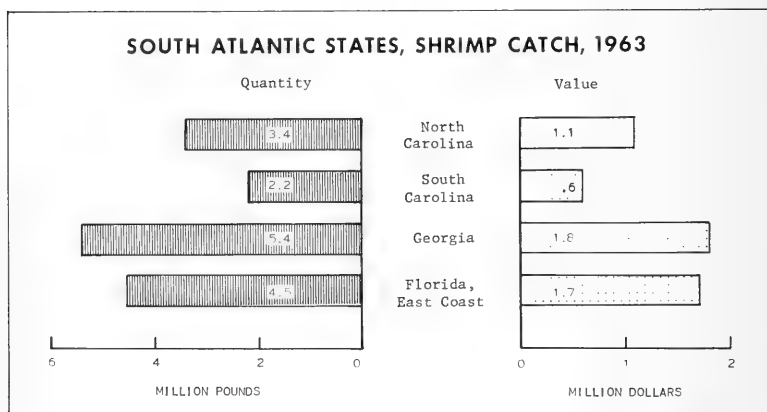 SOUTH ATLANTIC STATES, SHRIMP CATCH, 1963
Quantity
Value
3.4
North
Carolina
1.1
2.2
South
Carolina
.6
5.4
Georgia
1.8
4.5
Florida,
East Coast
1.7
6 4 2 0
0 1 2
MILLION POUNDS
MILLION DOLLARS